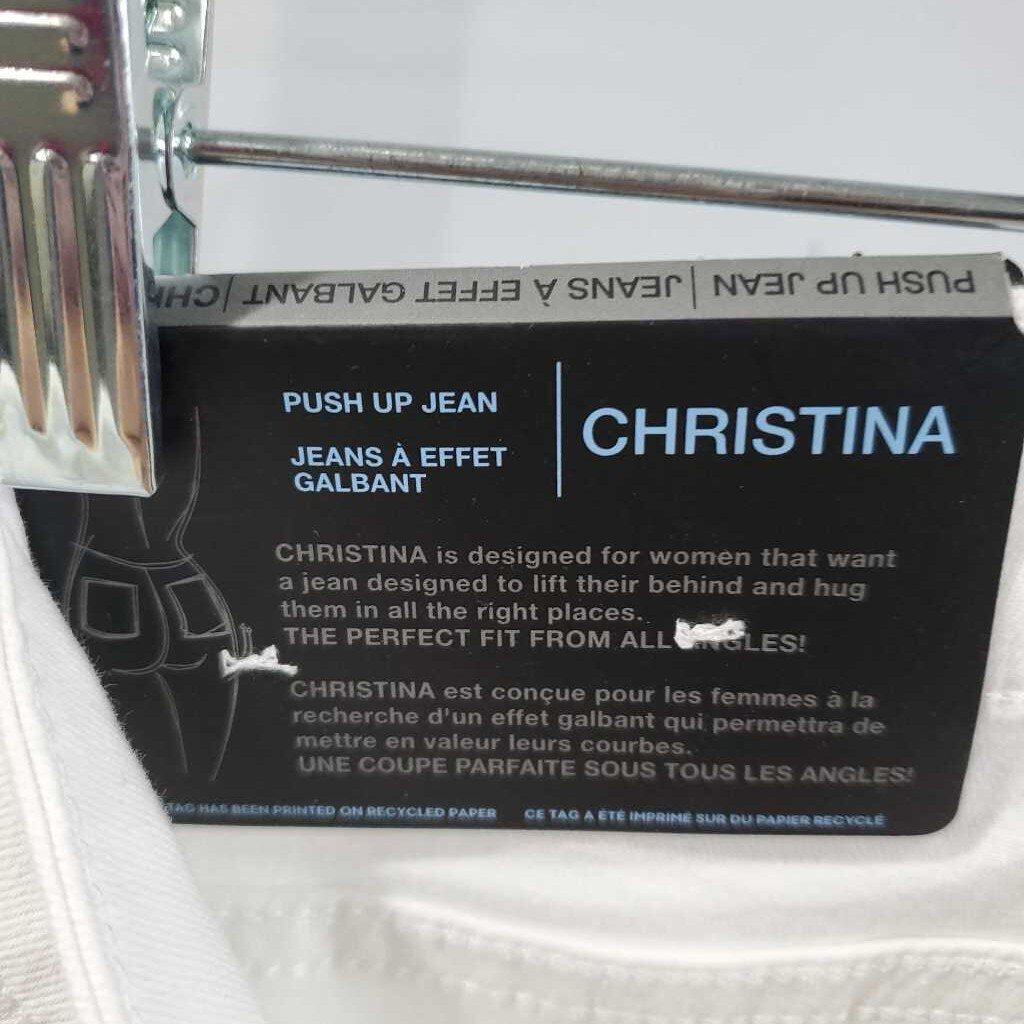 PUSH UP JEAN | JEANS À EFFET GALBANT |
PUSH UP JEAN
JEANS À EFFET
GALBANT
CHRISTINA
CHRISTINA is designed for women that want
a jean designed to lift their behind and hug
them in all the right places.
THE PERFECT FIT FROM ALL
CHRISTINA est conçue pour les femmes à la
recherche d'un effet galbant qui permettra de
mettre en valeur leurs courbes.
UNE COUPE PARFAITE SOUS TOUS LES ANGLES!
TAG HAS BEEN PRINTED ON RECYCLED PAPER
CE TAG A ÉTÉ IMPRIMÉ SUR DU PAPIER RECYCLÉ